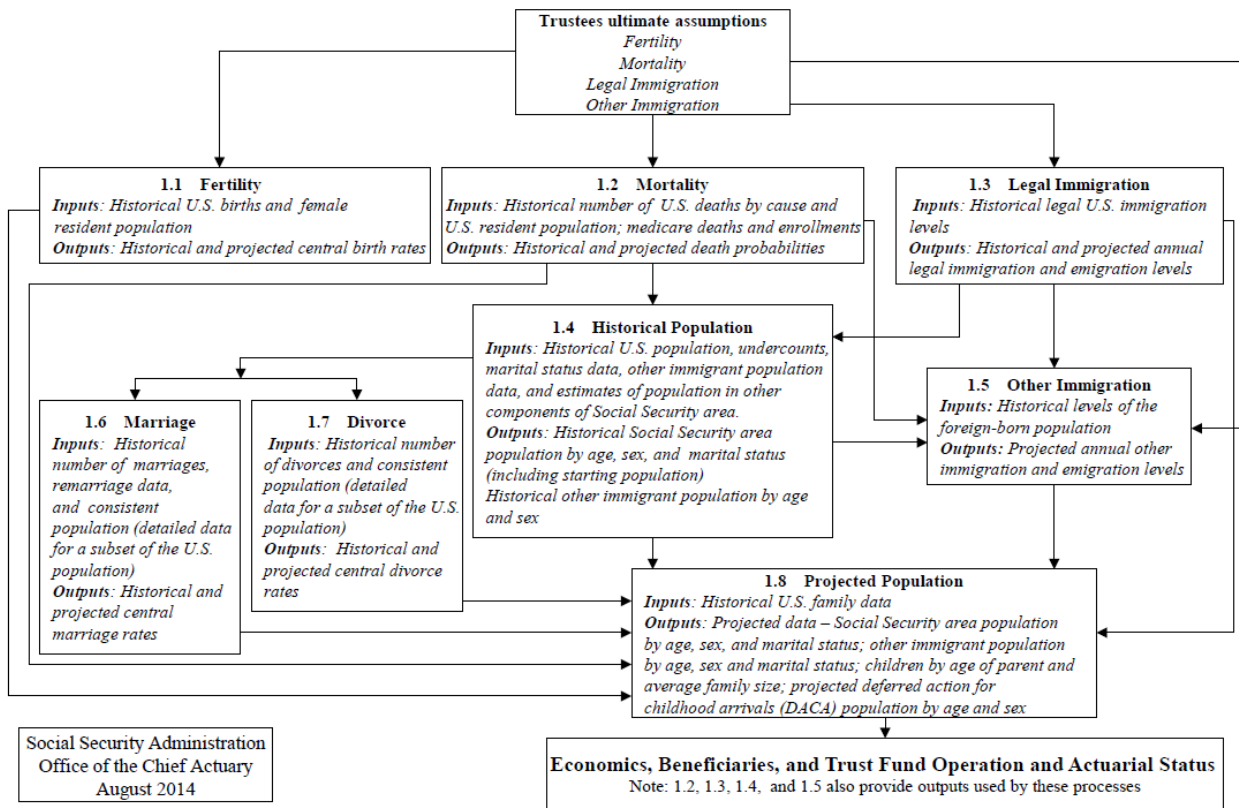 Trustees ultimate assumptions
Fertility
Mortality
Legal Immigration
Other Immigration
1.1 Fertility
Inputs: Historical U.S. births and female
resident population
Outputs: Historical and projected central birth rates
1.2 Mortality
Inputs: Historical number of U.S. deaths by cause and
U.S. resident population; medicare deaths and enrollments
Outputs: Historical and projected death probabilities
1.3 Legal Immigration
Inputs: Historical legal U.S. immigration
levels
Outputs: Historical and projected annual
legal immigration and emigration levels
1.4 Historical Population
Inputs: Historical U.S. population, undercounts,
marital status data, other immigrant population
data, and estimates of population in other
components of Social Security area.
Outputs: Historical Social Security area
population by age, sex, and marital status
(including starting population)
Historical other immigrant population by age
and sex
1.5 Other Immigration
Inputs: Historical levels of the
foreign-born population
Outputs: Projected annual other
immigration and emigration levels
1.6 Marriage
Inputs: Historical
number of marriages,
remarriage data,
and consistent
population (detailed data
for a subset of the U.S.
population)
Outputs: Historical and
projected central
marriage rates
1.7 Divorce
Inputs: Historical number
of divorces and consistent
population (detailed
data for a subset of the U.S.
population)
Outputs: Historical and
projected central divorce
rates
1.8 Projected Population
Inputs: Historical U.S. family data
Outputs: Projected data – Social Security area population
by age, sex, and marital status; other immigrant population
by age, sex and marital status; children by age of parent and
average family size; projected deferred action for
childhood arrivals (DACA) population by age and sex
Social Security Administration
Office of the Chief Actuary
August 2014
Economics, Beneficiaries, and Trust Fund Operation and Actuarial Status
Note: 1.2, 1.3, 1.4, and 1.5 also provide outputs used by these processes